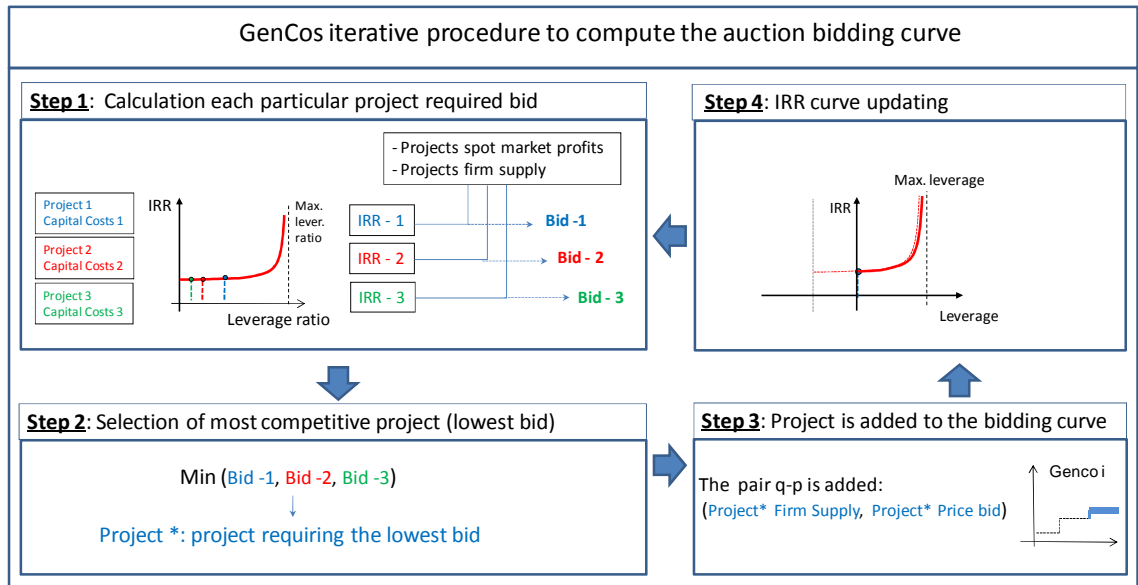 GenCos iterative procedure to compute the auction bidding curve
Step 1: Calculation each particular project required bid
- Projects spot market profits
- Projects firm supply
Project 1
Capital Costs 1
Project 2
Capital Costs 2
Project 3
Capital Costs 3
IRR
Max.
lever.
ratio
Leverage ratio
IRR - 1
IRR - 2
IRR - 3
Bid -1
Bid - 2
Bid - 3
Step 2: Selection of most competitive project (lowest bid)
Min (Bid -1, Bid -2, Bid -3)
Project *: project requiring the lowest bid
Step 3: Project is added to the bidding curve
The pair q-p is added:
(Project* Firm Supply, Project* Price bid)
Genco i
Step 4: IRR curve updating
Max. leverage
IRR
Leverage